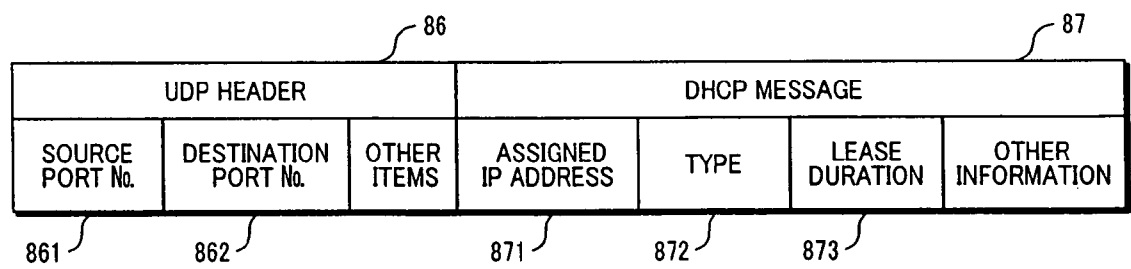 86
87
UDP HEADER
DHCP MESSAGE
SOURCE
PORT No.
DESTINATION
PORT No.
OTHER
ITEMS
ASSIGNED
IP ADDRESS
TYPE
LEASE
DURATION
OTHER
INFORMATION
861
862
871
872
873